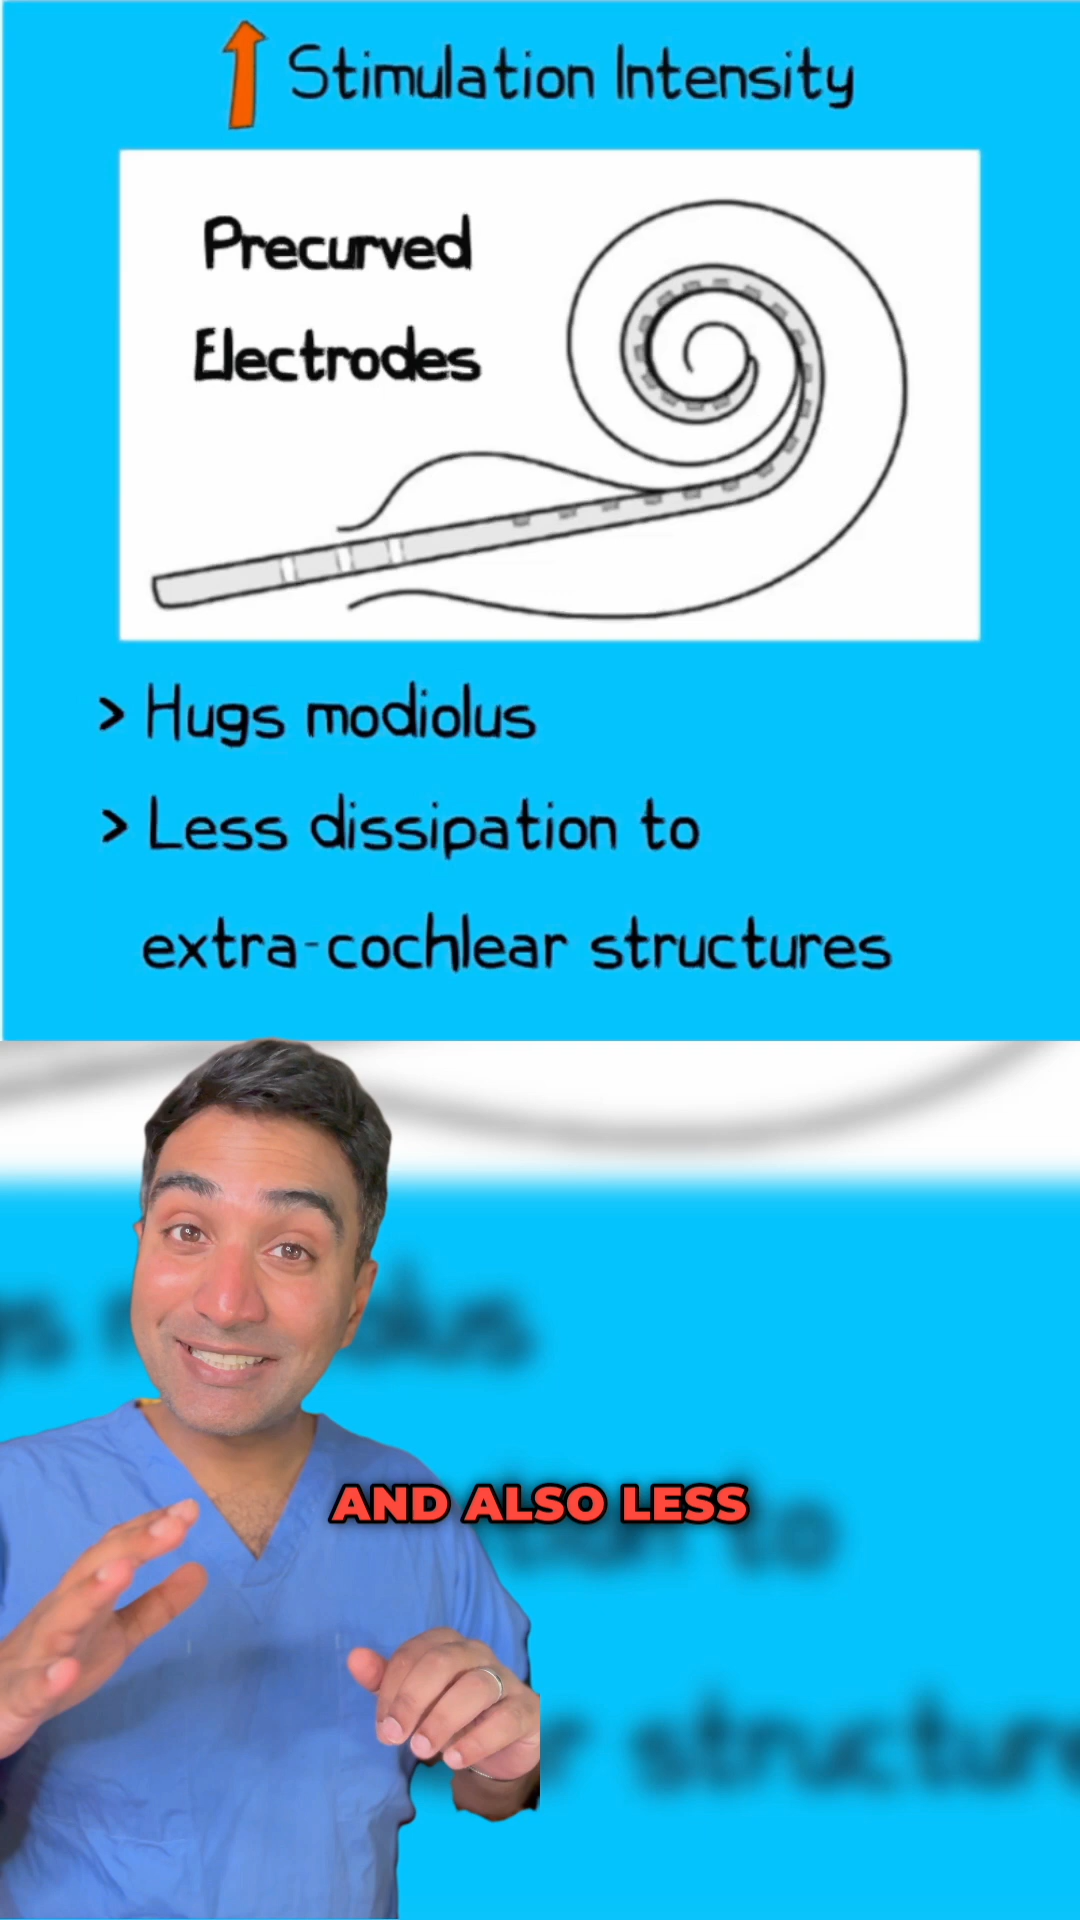 Stimulation Intensity
Precurved
Electrodes
> Hugs modiolus
> Less dissipation to
extra-cochlear structures
AND ALSO LESS